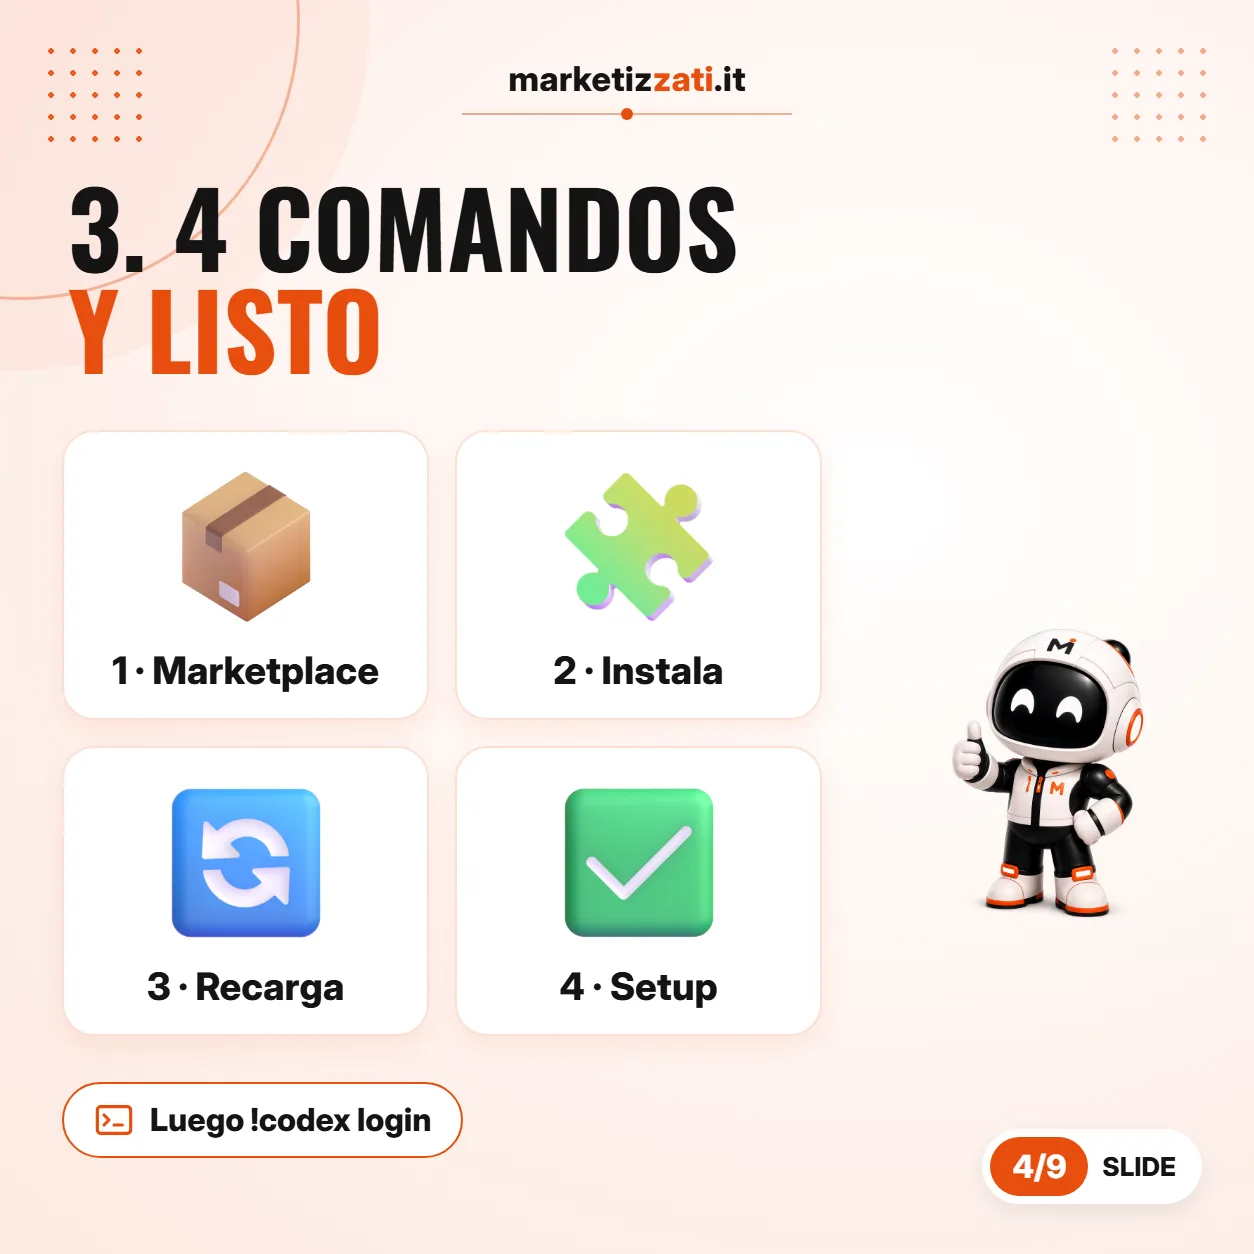 marketizzati.it
3. 4 COMANDOS
Y LISTO
1 · Marketplace
2 · Instala
3 · Recarga
4 · Setup
Luego !codex login
4/9 SLIDE
M
M